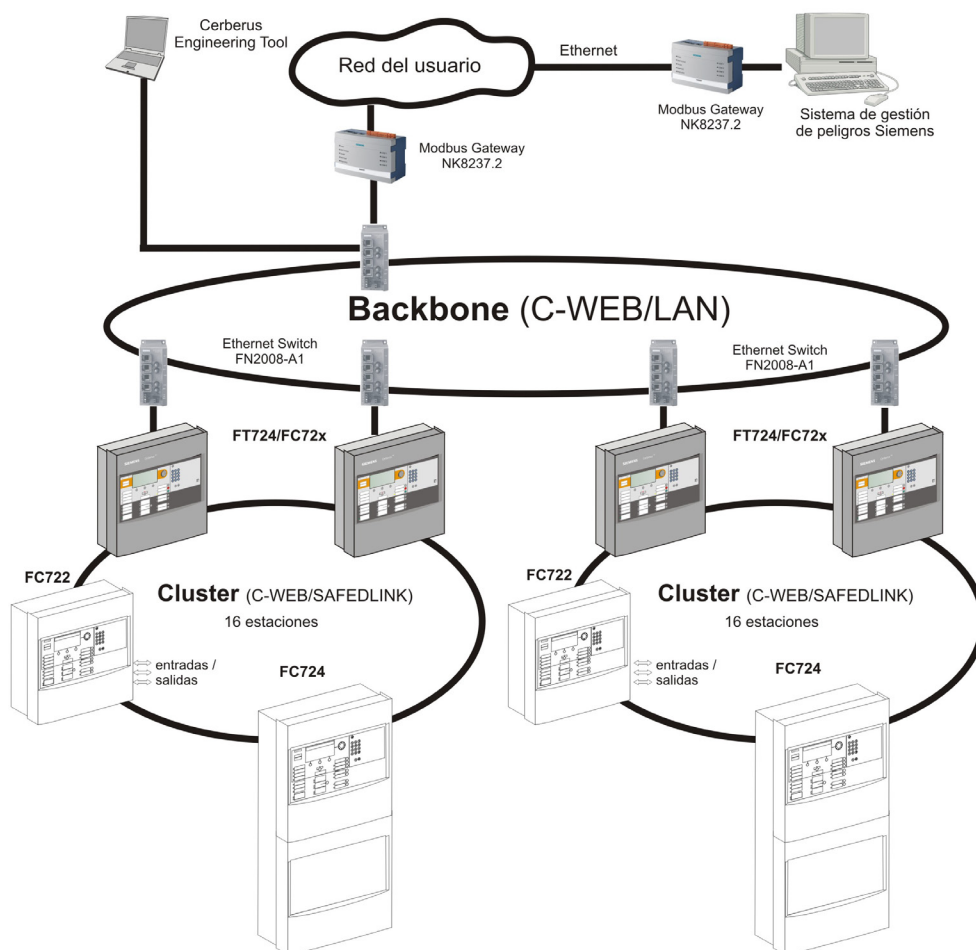 Cerberus
Engineering Tool
Red del usuario
Ethernet
Modbus Gateway
NK8237.2
Sistema de gestión
de peligros Siemens
Modbus Gateway
NK8237.2
Backbone (C-WEB/LAN)
Ethernet Switch
FN2008-A1
Ethernet Switch
FN2008-A1
FT724/FC72x
FT724/FC72x
FC722
Cluster (C-WEB/SAFEDLINK)
16 estaciones
entradas /
salidas
FC724
FC722
Cluster (C-WEB/SAFEDLINK)
16 estaciones
entradas /
salidas
FC724